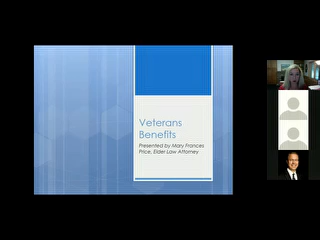 Veterans
Benefits
Presented by Mary Frances
Price, Elder Law Attorney